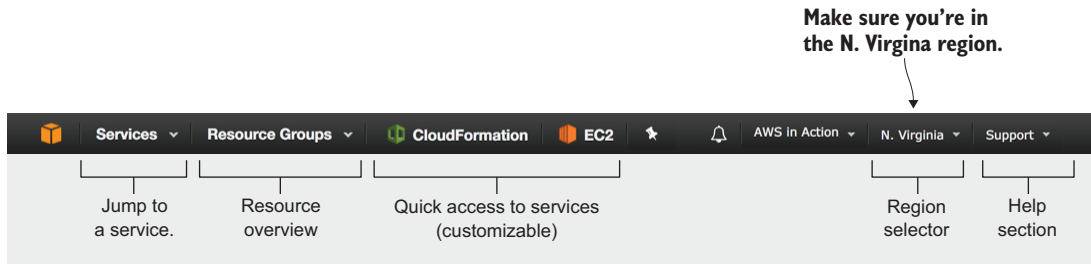 Make sure you're in
the N. Virgina region.
Services Resource Groups CloudFormation EC2 AWS in Action N. Virginia Support
Jump to
a service.
Resource
overview
Quick access to services
(customizable)
Region
selector
Help
section